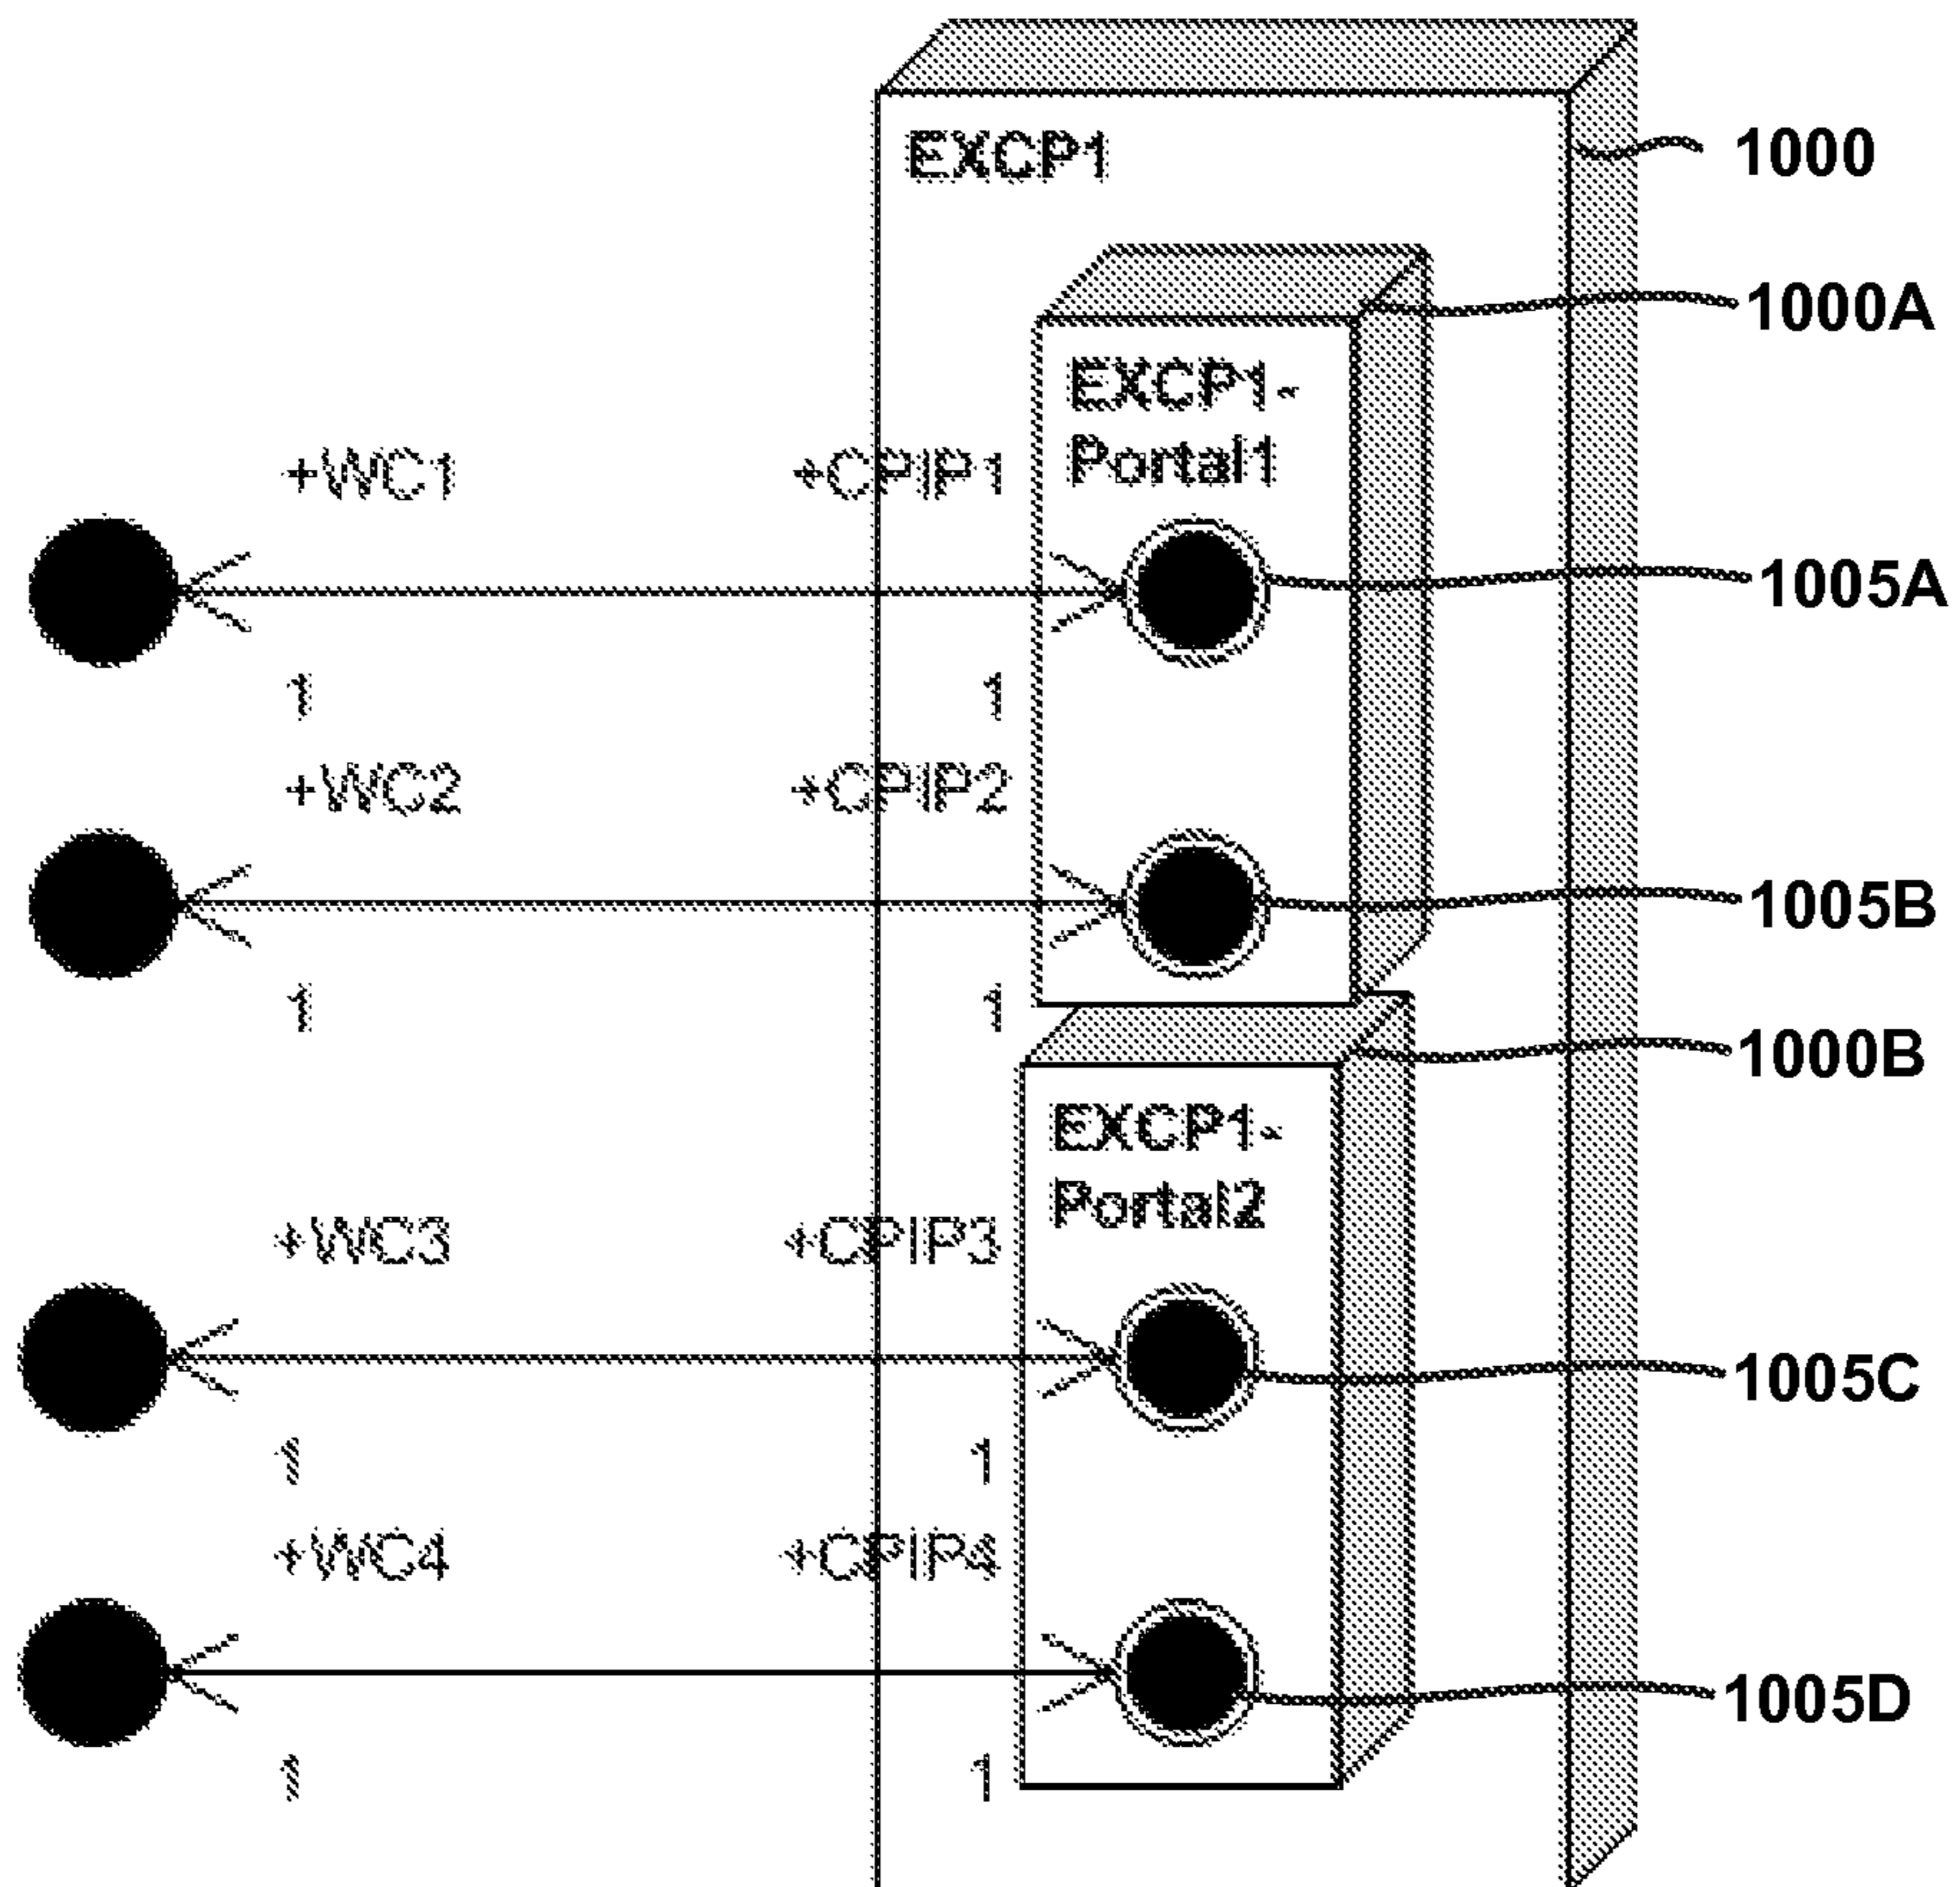 EXCP1
1000
1000A
EXCP1-
Portal1
+WC1 +CPIP1
1005A
1 1
+WC2 +CPIP2
1005B
1 1
1000B
EXCP1-
Portal2
+WC3 +CPIP3
1005C
1 1
+WC4 +CPIP4
1005D
1 1